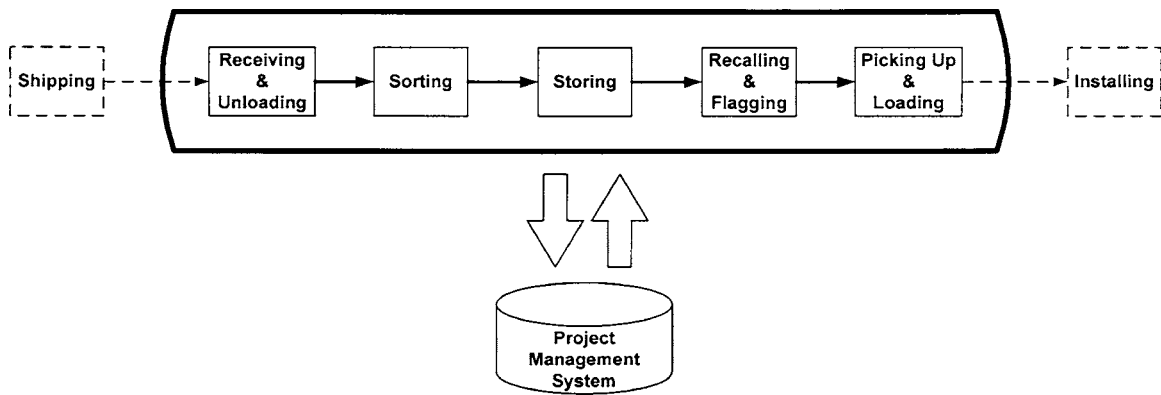 Shipping
Receiving
&
Unloading
Sorting
Storing
Recalling
&
Flagging
Picking Up
&
Loading
Installing
Project
Management
System